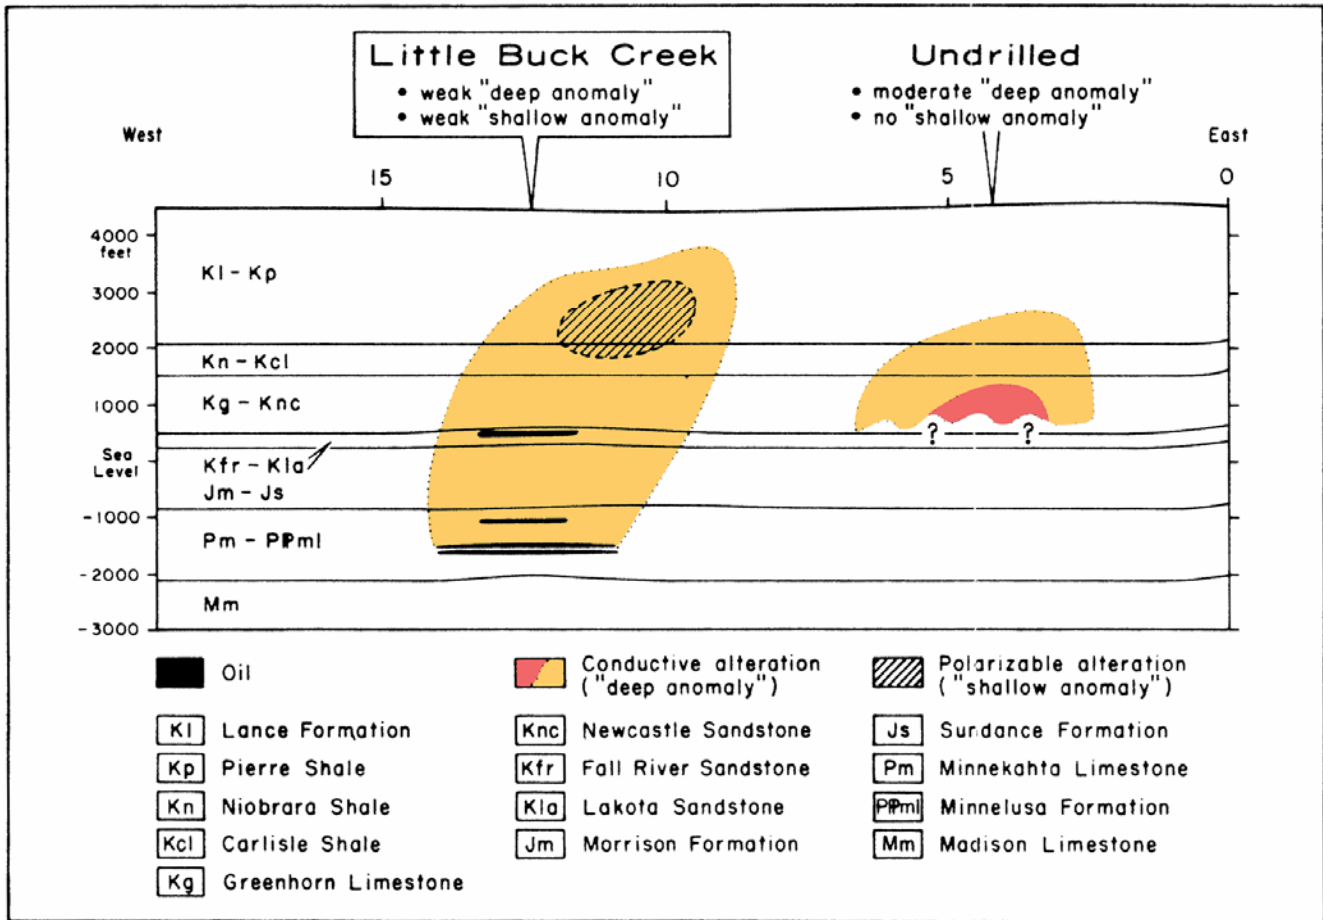 Little Buck Creek
• weak "deep anomaly"
• weak "shallow anomaly"
Undrilled
• moderate "deep anomaly"
• no "shallow anomaly"
West
East
15
10
5
0
4000
feet
3000
2000
1000
Sea
Level
-1000
-2000
-3000
Kl - Kp
Kn - Kcl
Kg - Knc
Kfr - Kla
Jm - Js
Pm - PPml
Mm
?
?
Oil
Conductive alteration
("deep anomaly")
Polarizable alteration
("shallow anomaly")
Kl Lance Formation
Kp Pierre Shale
Kn Niobrara Shale
Kcl Carlisle Shale
Kg Greenhorn Limestone
Knc Newcastle Sandstone
Kfr Fall River Sandstone
Kla Lakota Sandstone
Jm Morrison Formation
Js Sundance Formation
Pm Minnekahta Limestone
PPml Minnelusa Formation
Mm Madison Limestone